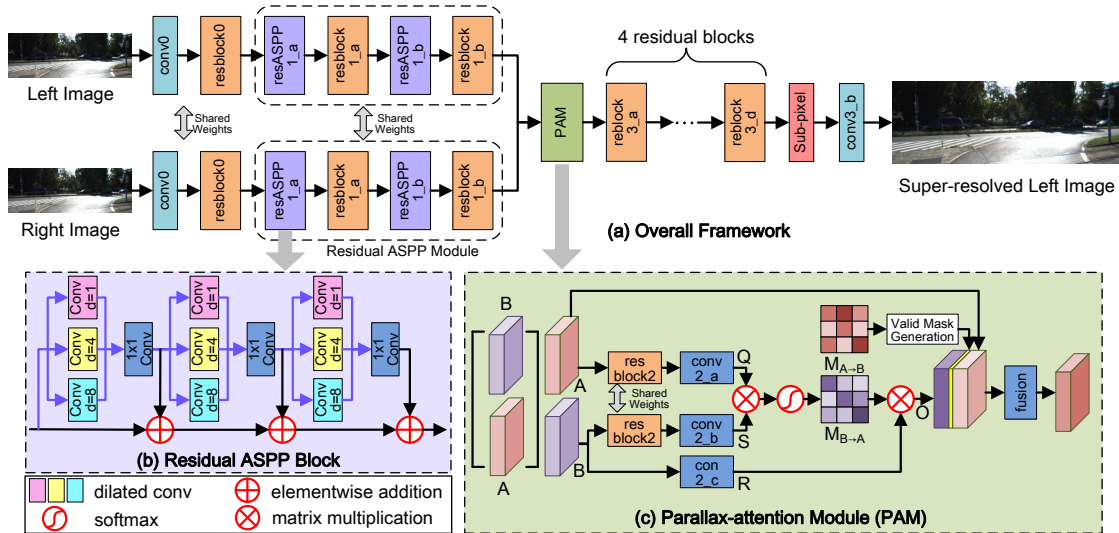 4 residual blocks
Left Image
conv0
resblock0
resASPP
1_a
resblock
1_a
resASPP
1_b
resblock
1_b
Shared
Weights
Shared
Weights
PAM
reblock
3_a
reblock
3_d
Sub-pixel
conv3_b
Super-resolved Left Image
Right Image
conv0
resblock0
resASPP
1_a
resblock
1_a
resASPP
1_b
resblock
1_b
Residual ASPP Module
(a) Overall Framework
Conv
d=1
Conv
d=4
Conv
d=8
1x1
Conv
Conv
d=1
Conv
d=4
Conv
d=8
1x1
Conv
Conv
d=1
Conv
d=4
Conv
d=8
1x1
Conv
(b) Residual ASPP Block
dilated conv
elementwise addition
softmax
matrix multiplication
B
A
A
B
res
block2
conv
2_a
Q
Shared
Weights
res
block2
conv
2_b
S
con
2_c
R
M A→B
Valid Mask
Generation
M B→A
O
fusion
(c) Parallax-attention Module (PAM)